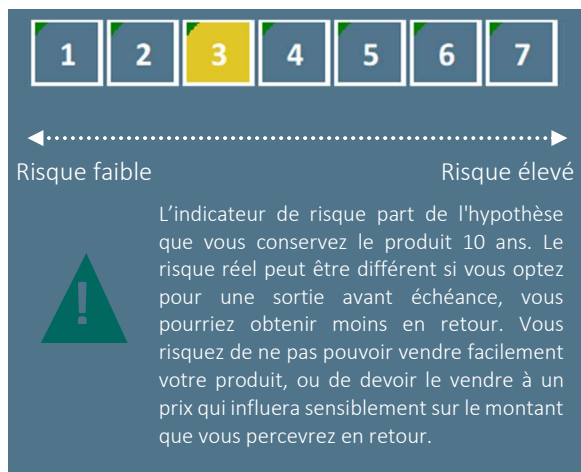 1 2 3 4 5 6 7
Risque faible Risque élevé
L’indicateur de risque part de l'hypothèse
que vous conservez le produit 10 ans. Le
risque réel peut être différent si vous optez
pour une sortie avant échéance, vous
pourriez obtenir moins en retour. Vous
risquez de ne pas pouvoir vendre facilement
votre produit, ou de devoir le vendre à un
prix qui influera sensiblement sur le montant
que vous percevrez en retour.
!